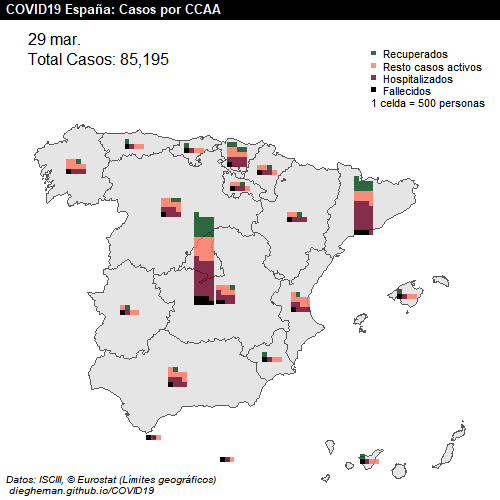 COVID19 España: Casos por CCAA
29 mar.
Total Casos: 85,195
Recuperados
Resto casos activos
Hospitalizados
Fallecidos
1 celda = 500 personas
Datos: ISCIII, © Eurostat (Límites geográficos)
diegheman.github.io/COVID19